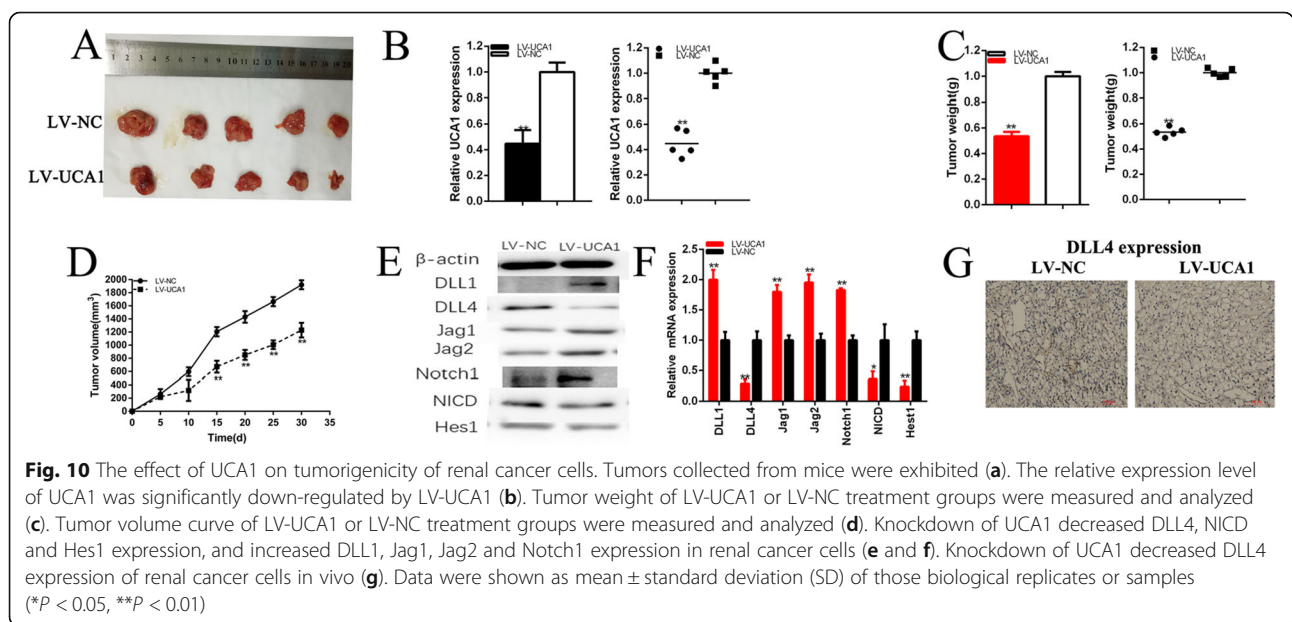 A
1 2 3 4 5 6 7 8 9 10 11 12 13 14 15 16 17 18 19 20
LV-NC
LV-UCA1
B
Relative UCA1 expression
1.2
1.0
0.8
0.6
0.4
0.2
0.0
LV-UCA1
LV-NC
**
Relative UCA1 expression
1.2
1.0
0.8
0.6
0.4
0.2
0.0
LV-UCA1
LV-NC
**
C
Tumor weight(g)
1.2
1.0
0.8
0.6
0.4
0.2
0.0
LV-NC
LV-UCA1
**
Tumor weight(g)
1.2
1.0
0.8
0.6
0.4
0.2
0.0
LV-NC
LV-UCA1
**
D
Tumor volume(mm³)
2000
1800
1600
1400
1200
1000
800
600
400
200
0
LV-NC
LV-UCA1
** ** ** **
0 5 10 15 20 25 30 35
Time(d)
E
LV-NC LV-UCA1
β-actin
DLL1
DLL4
Jag1
Jag2
Notch1
NICD
Hes1
F
Relative mRNA expression
2.5
2.0
1.5
1.0
0.5
0.0
LV-UCA1
LV-NC
** ** ** ** ** * **
DLL1 DLL4 Jag1 Jag2 Notch1 NICD Hest1
G
DLL4 expression
LV-NC LV-UCA1
Fig. 10 The effect of UCA1 on tumorigenicity of renal cancer cells. Tumors collected from mice were exhibited (a). The relative expression level
of UCA1 was significantly down-regulated by LV-UCA1 (b). Tumor weight of LV-UCA1 or LV-NC treatment groups were measured and analyzed
(c). Tumor volume curve of LV-UCA1 or LV-NC treatment groups were measured and analyzed (d). Knockdown of UCA1 decreased DLL4, NICD
and Hes1 expression, and increased DLL1, Jag1, Jag2 and Notch1 expression in renal cancer cells (e and f). Knockdown of UCA1 decreased DLL4
expression of renal cancer cells in vivo (g). Data were shown as mean ± standard deviation (SD) of those biological replicates or samples
(*P < 0.05, **P < 0.01)